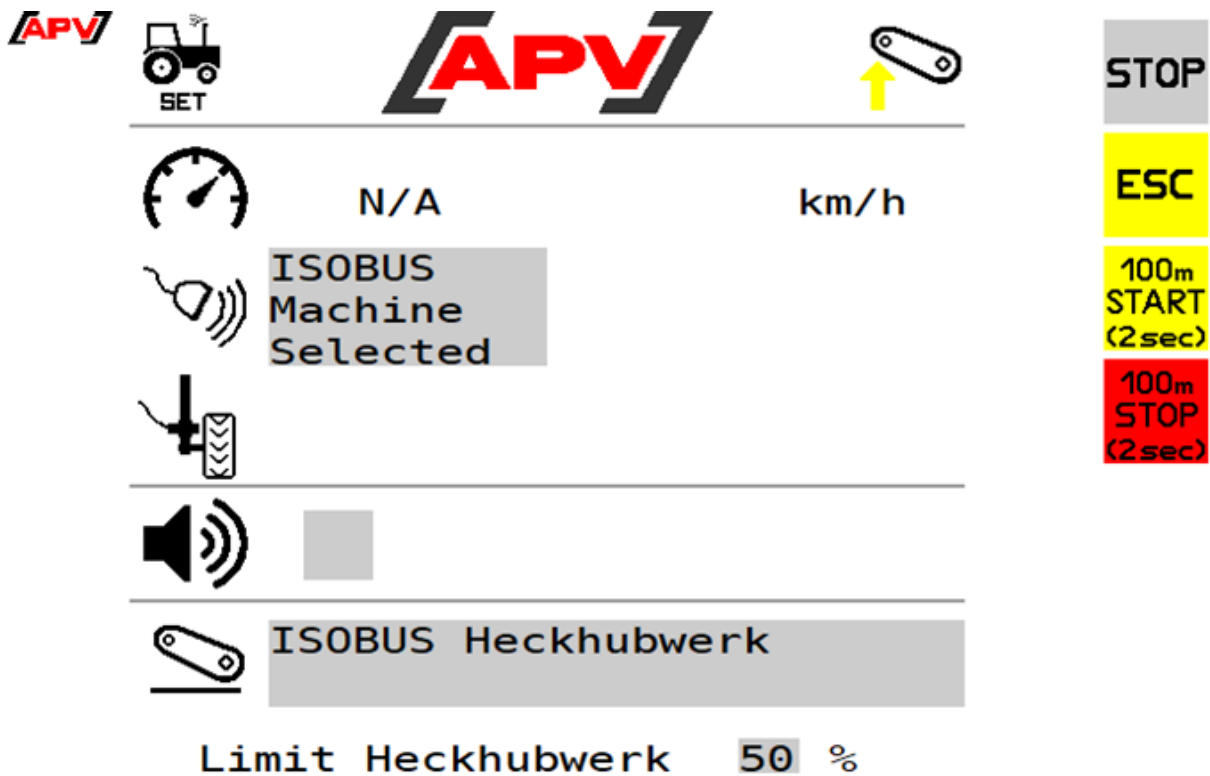 APV
SET
APV
STOP
N/A km/h
ESC
ISOBUS
Machine
Selected
100m
START
(2sec)
100m
STOP
(2sec)
ISOBUS Heckhubwerk
Limit Heckhubwerk 50 %